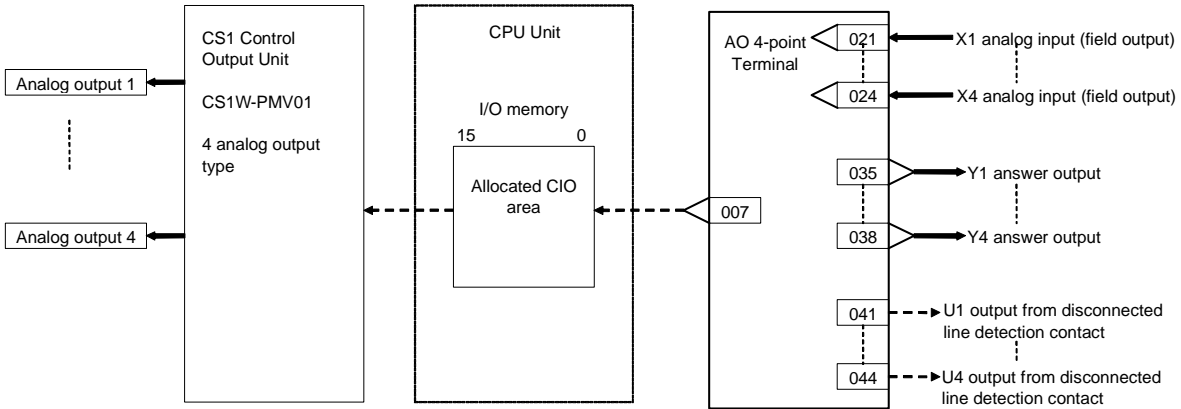 CS1 Control
Output Unit
CS1W-PMV01
4 analog output
type
Analog output 1
Analog output 4
CPU Unit
I/O memory
15 0
Allocated CIO
area
AO 4-point
Terminal
007
021
X1 analog input (field output)
024
X4 analog input (field output)
035
Y1 answer output
038
Y4 answer output
041
U1 output from disconnected
line detection contact
044
U4 output from disconnected
line detection contact